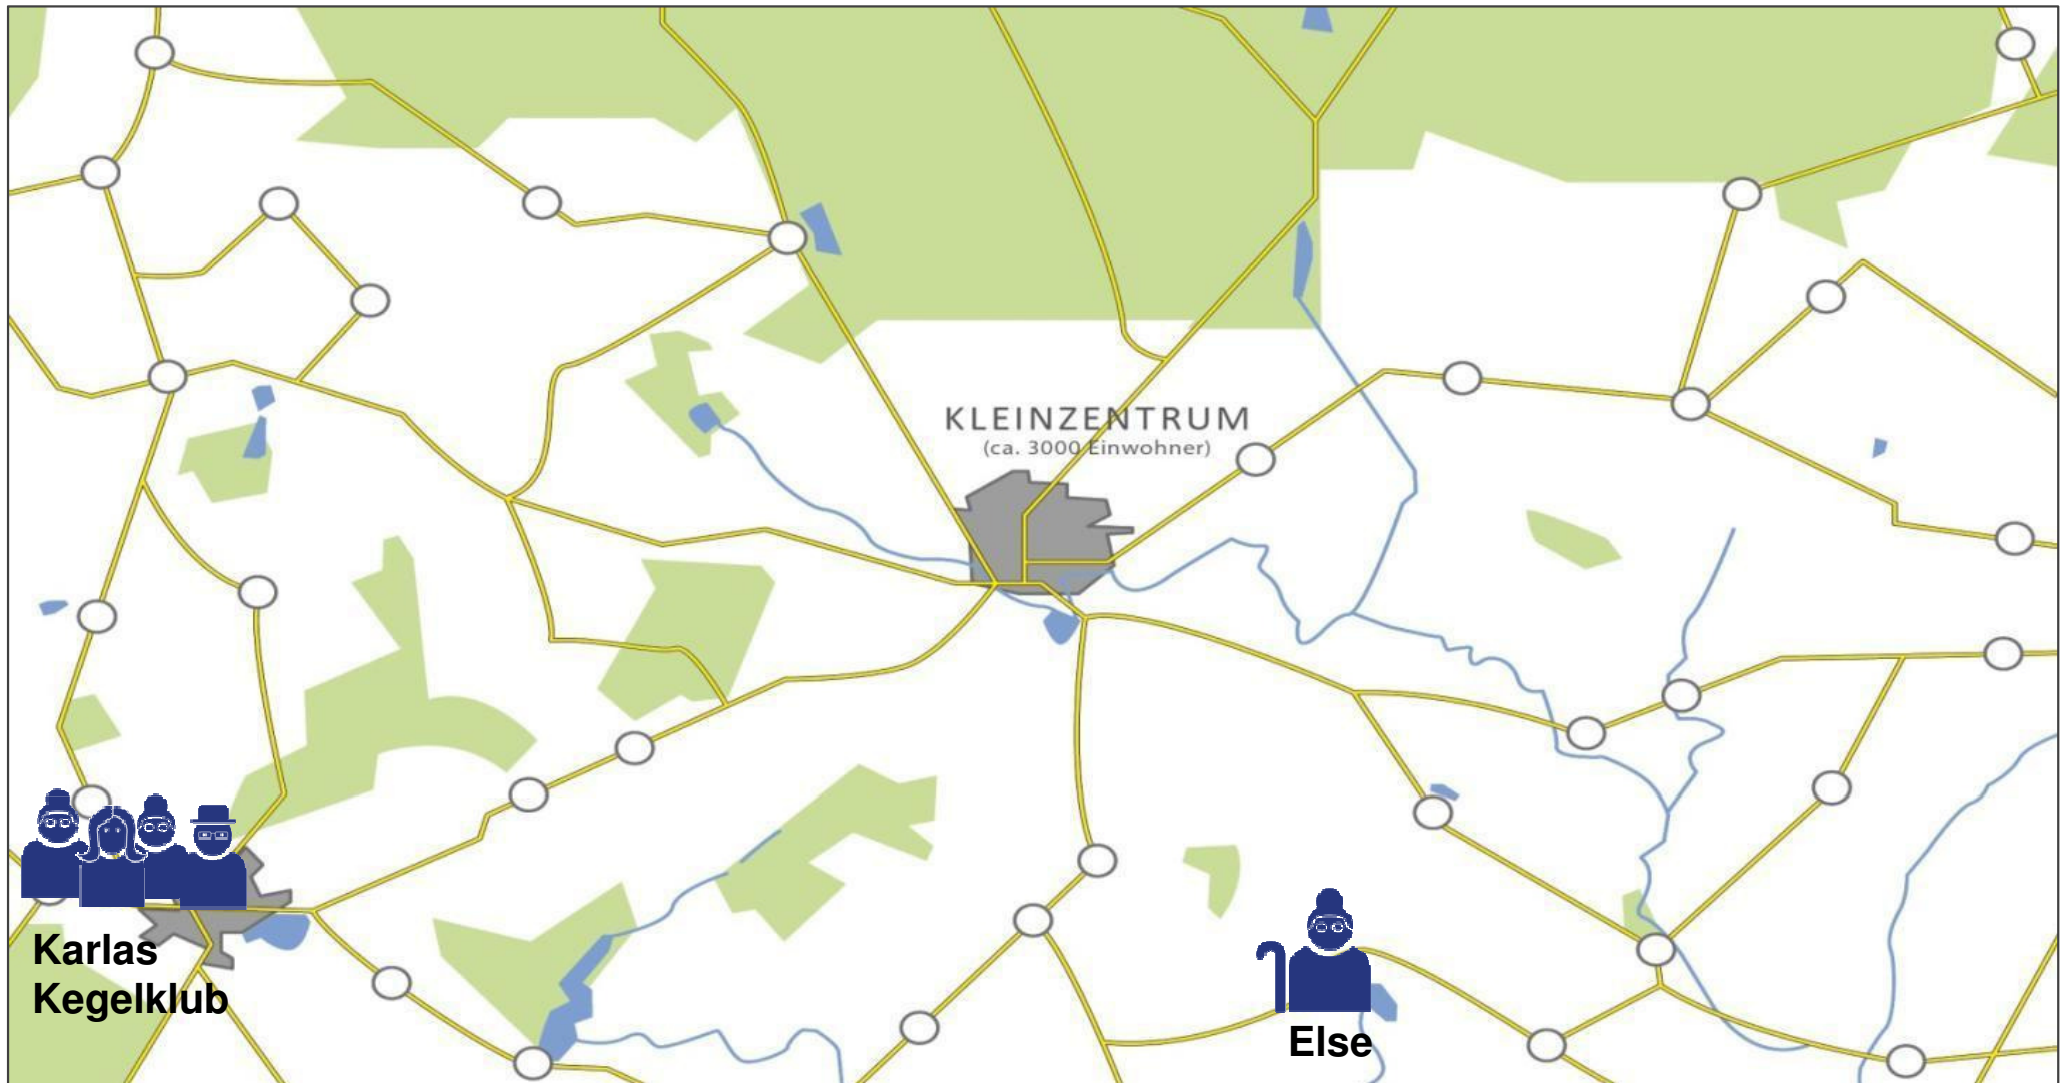 KLEINZENTRUM
(ca. 3000 Einwohner)
Karlas
Kegelklub
Else